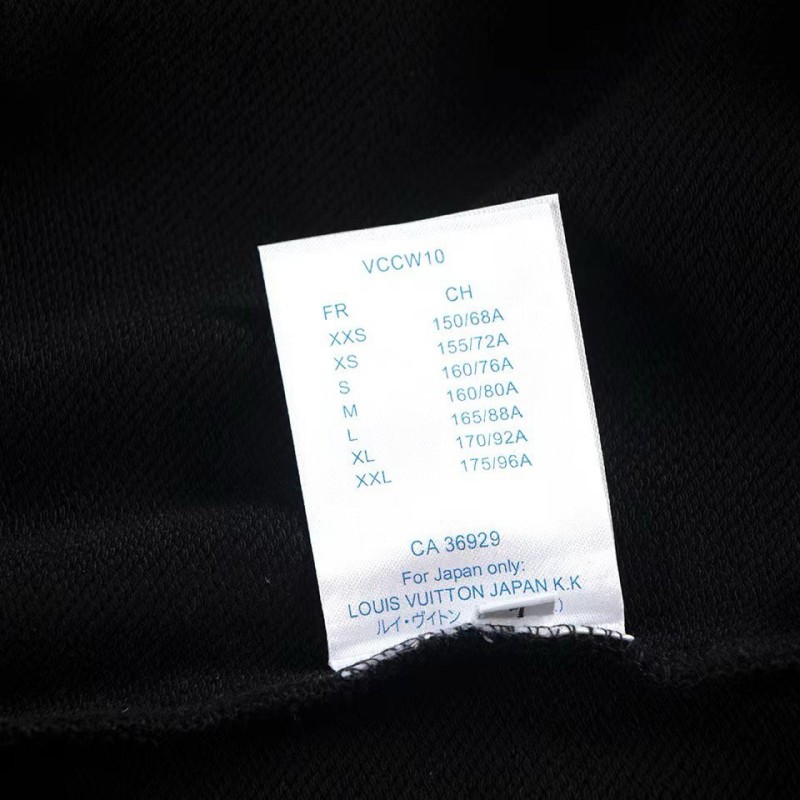 VCCW10
FR CH
XXS 150/68A
XS 155/72A
S 160/76A
M 160/80A
L 165/88A
XL 170/92A
XXL 175/96A
CA 36929
For Japan only:
LOUIS VUITTON JAPAN K.K
ルイ・ヴィトン